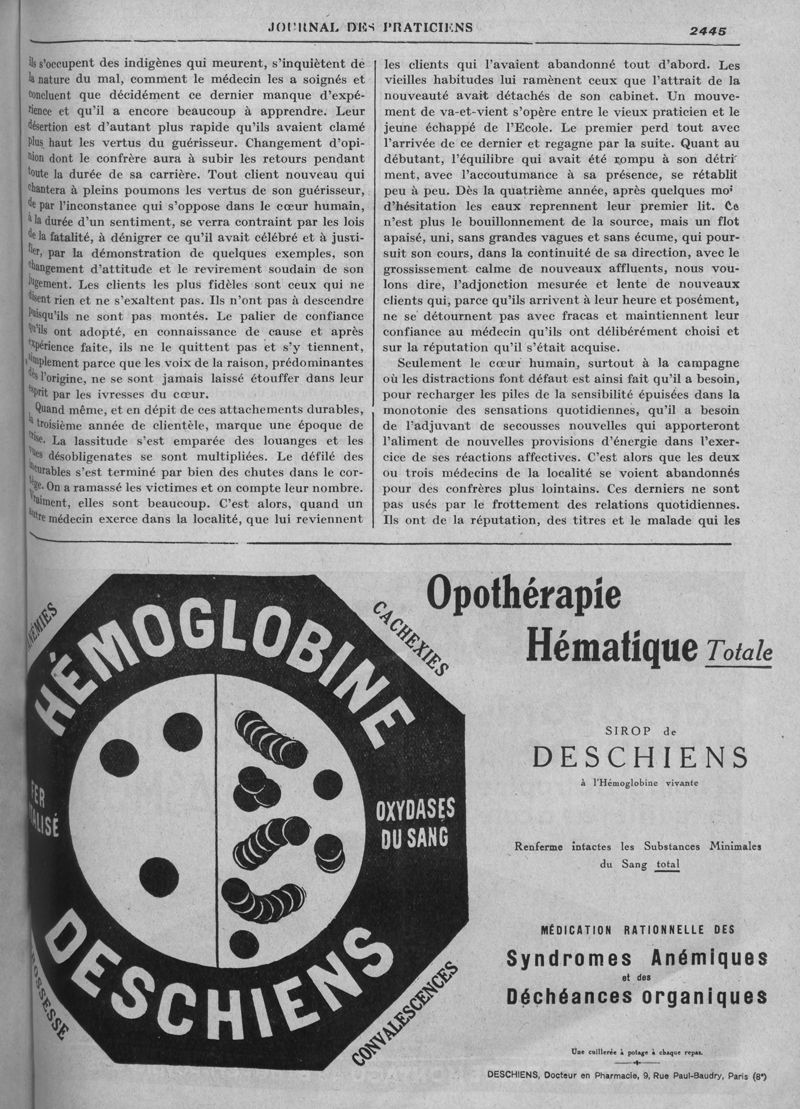 JOURNAL DES PRATICIENS
2445
ils s'occupent des indigènes qui meurent, s'inquiètent de
la nature du mal, comment le médecin les a soignés et
concluent que décidément ce dernier manque d'expé-
rience et qu'il a encore beaucoup à apprendre. Leur
désertion est d'autant plus rapide qu'ils avaient clamé
plus haut les vertus du guérisseur. Changement d'opi-
nion dont le confrère aura à subir les retours pendant
toute la durée de sa carrière. Tout client nouveau qui
chantera à pleins poumons les vertus de son guérisseur,
de par l'inconstance qui s'oppose dans le cœur humain,
à la durée d'un sentiment, se verra contraint par les lois
de la fatalité, à dénigrer ce qu'il avait célébré et à justi-
fier, par la démonstration de quelques exemples, son
changement d'attitude et le revirement soudain de son
jugement. Les clients les plus fidèles sont ceux qui ne
disent rien et ne s'exaltent pas. Ils n'ont pas à descendre
puisqu'ils ne sont pas montés. Le palier de confiance
qu'ils ont adopté, en connaissance de cause et après
expérience faite, ils ne le quittent pas et s'y tiennent,
simplement parce que les voix de la raison, prédominantes
dès l'origine, ne se sont jamais laissé étouffer dans leur
esprit par les ivresses du cœur.
Quand même, et en dépit de ces attachements durables,
la troisième année de clientèle, marque une époque de
crise. La lassitude s'est emparée des louanges et les
vues désobligenates se sont multipliées. Le défilé des
incurables s'est terminé par bien des chutes dans le cor-
tège. On a ramassé les victimes et on compte leur nombre.
Vraiment, elles sont beaucoup. C'est alors, quand un
autre médecin exerce dans la localité, que lui reviennent
les clients qui l'avaient abandonné tout d'abord. Les
vieilles habitudes lui ramènent ceux que l'attrait de la
nouveauté avait détachés de son cabinet. Un mouve-
ment de va-et-vient s'opère entre le vieux praticien et le
jeune échappé de l'Ecole. Le premier perd tout avec
l'arrivée de ce dernier et regagne par la suite. Quant au
débutant, l'équilibre qui avait été rompu à son détri-
ment, avec l'accoutumance à sa présence, se rétablit
peu à peu. Dès la quatrième année, après quelques moi
d'hésitation les eaux reprennent leur premier lit. Ce
n'est plus le bouillonnement de la source, mais un flot
apaisé, uni, sans grandes vagues et sans écume, qui pour-
suit son cours, dans la continuité de sa direction, avec le
grossissement calme de nouveaux affluents, nous vou-
lons dire, l'adjonction mesurée et lente de nouveaux
clients qui, parce qu'ils arrivent à leur heure et posément,
ne se détournent pas avec fracas et maintiennent leur
confiance au médecin qu'ils ont délibérément choisi et
sur la réputation qu'il s'était acquise.
Seulement le cœur humain, surtout à la campagne
où les distractions font défaut est ainsi fait qu'il a besoin,
pour recharger les piles de la sensibilité épuisées dans la
monotonie des sensations quotidiennes, qu'il a besoin
de l'adjuvant de secousses nouvelles qui apporteront
l'aliment de nouvelles provisions d'énergie dans l'exer-
cice de ses réactions affectives. C'est alors que les deux
ou trois médecins de la localité se voient abandonnés
pour des confrères plus lointains. Ces derniers ne sont
pas usés par le frottement des relations quotidiennes.
Ils ont de la réputation, des titres et le malade qui les
ANÉMIES
CACHEXIES
HÉMOGLOBINE
FER
OXYDASES
DU SANG
DESCHIENS
CONVALESCENCES
Opothérapie
Hématique Totale
SIROP de
DESCHIENS
à l'Hémoglobine vivante
Renferme intactes les Substances Minimales
du Sang total
MÉDICATION RATIONNELLE DES
Syndromes Anémiques
et des
Déchéances organiques
Une cuillerée à potage à chaque repas.
DESCHIENS, Docteur en Pharmacie, 9, Rue Paul-Baudry, Paris (8e)